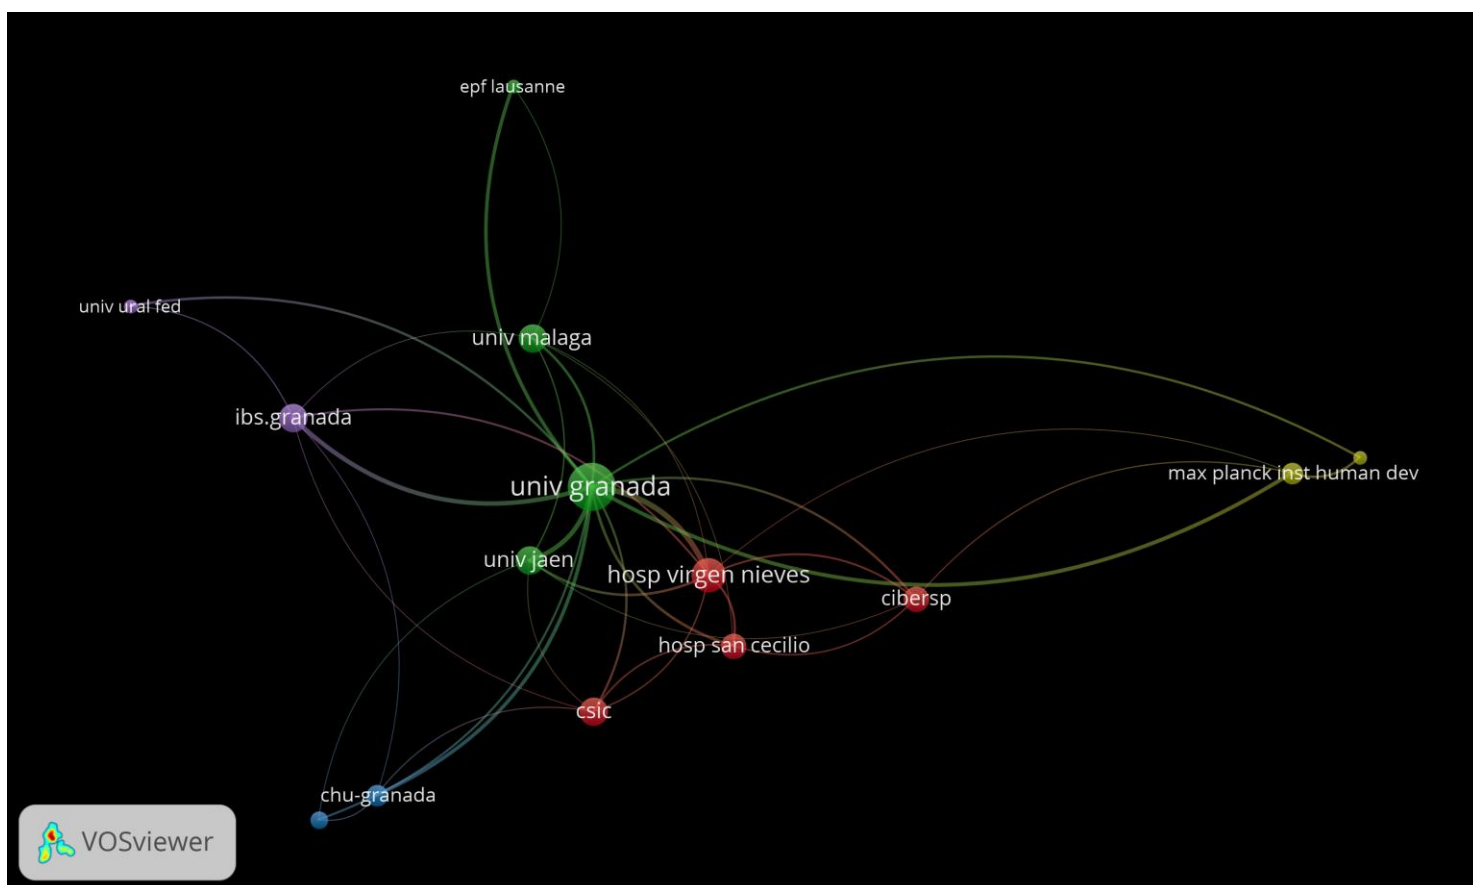 epf lausanne
univ ural fed
univ malaga
ibs.granada
max planck inst human dev
univ granada
univ jaen
hosp virgen nieves
cibersp
hosp san cecilio
csic
chu-granada
VOSviewer